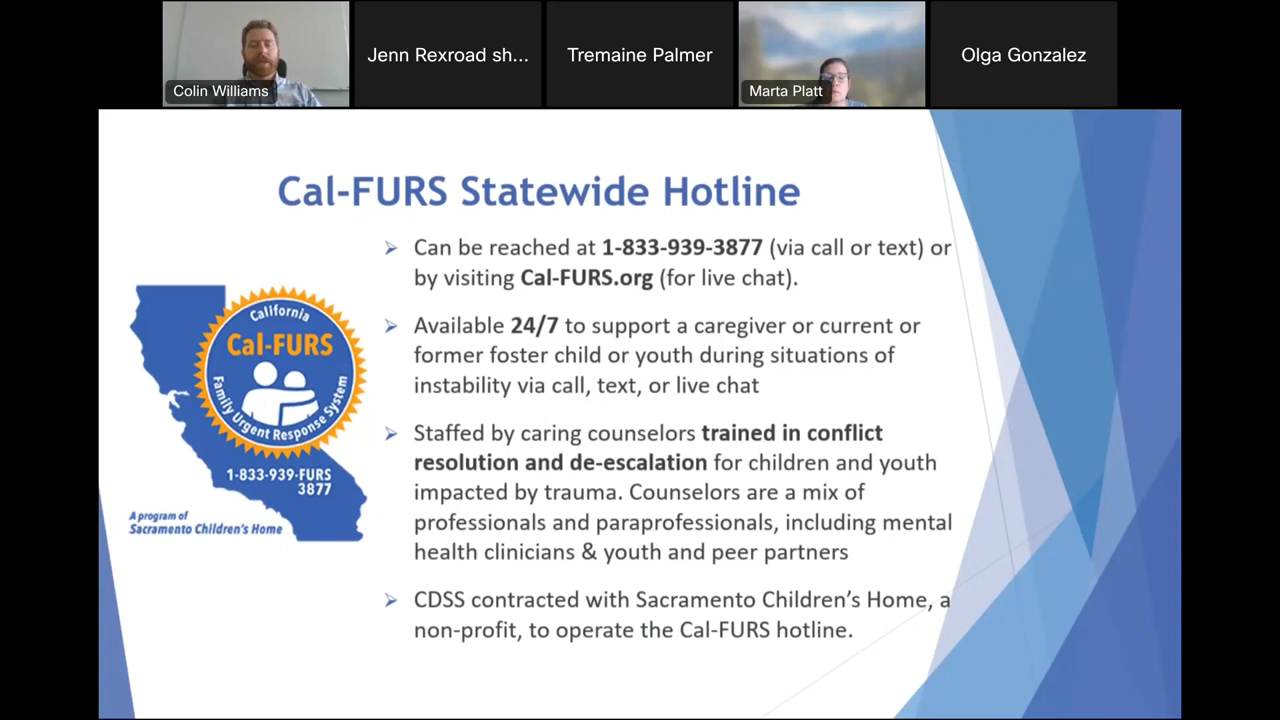 Colin Williams
Jenn Rexroad sh...
Tremaine Palmer
Marta Platt
Olga Gonzalez
Cal-FURS Statewide Hotline
Can be reached at 1-833-939-3877 (via call or text) or
by visiting Cal-FURS.org (for live chat).
Available 24/7 to support a caregiver or current or
former foster child or youth during situations of
instability via call, text, or live chat
Staffed by caring counselors trained in conflict
resolution and de-escalation for children and youth
impacted by trauma. Counselors are a mix of
professionals and paraprofessionals, including mental
health clinicians & youth and peer partners
CDSS contracted with Sacramento Children's Home, a
non-profit, to operate the Cal-FURS hotline.
California
Cal-FURS
Family Urgent Response System
1-833-939-FURS
3877
A program of
Sacramento Children's Home